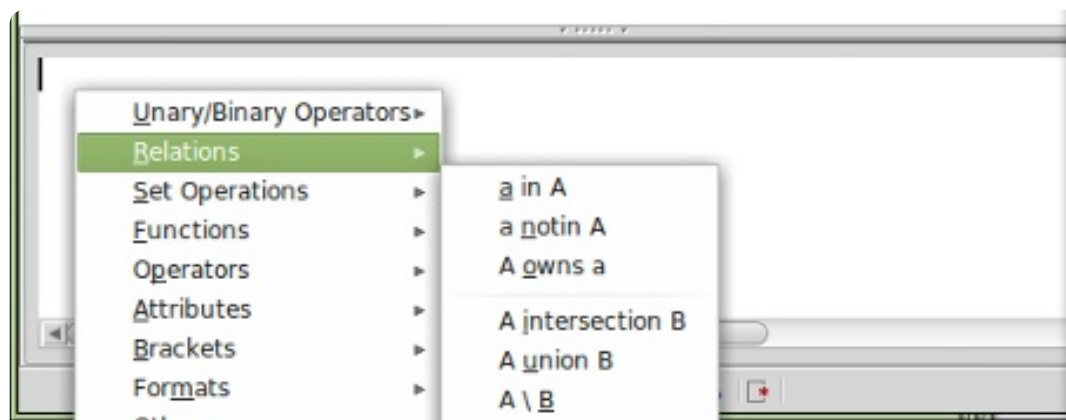 Unary/Binary Operators
Relations
Set Operations
Functions
Operators
Attributes
Brackets
Formats
a in A
a notin A
A owns a
A intersection B
A union B
A \ B